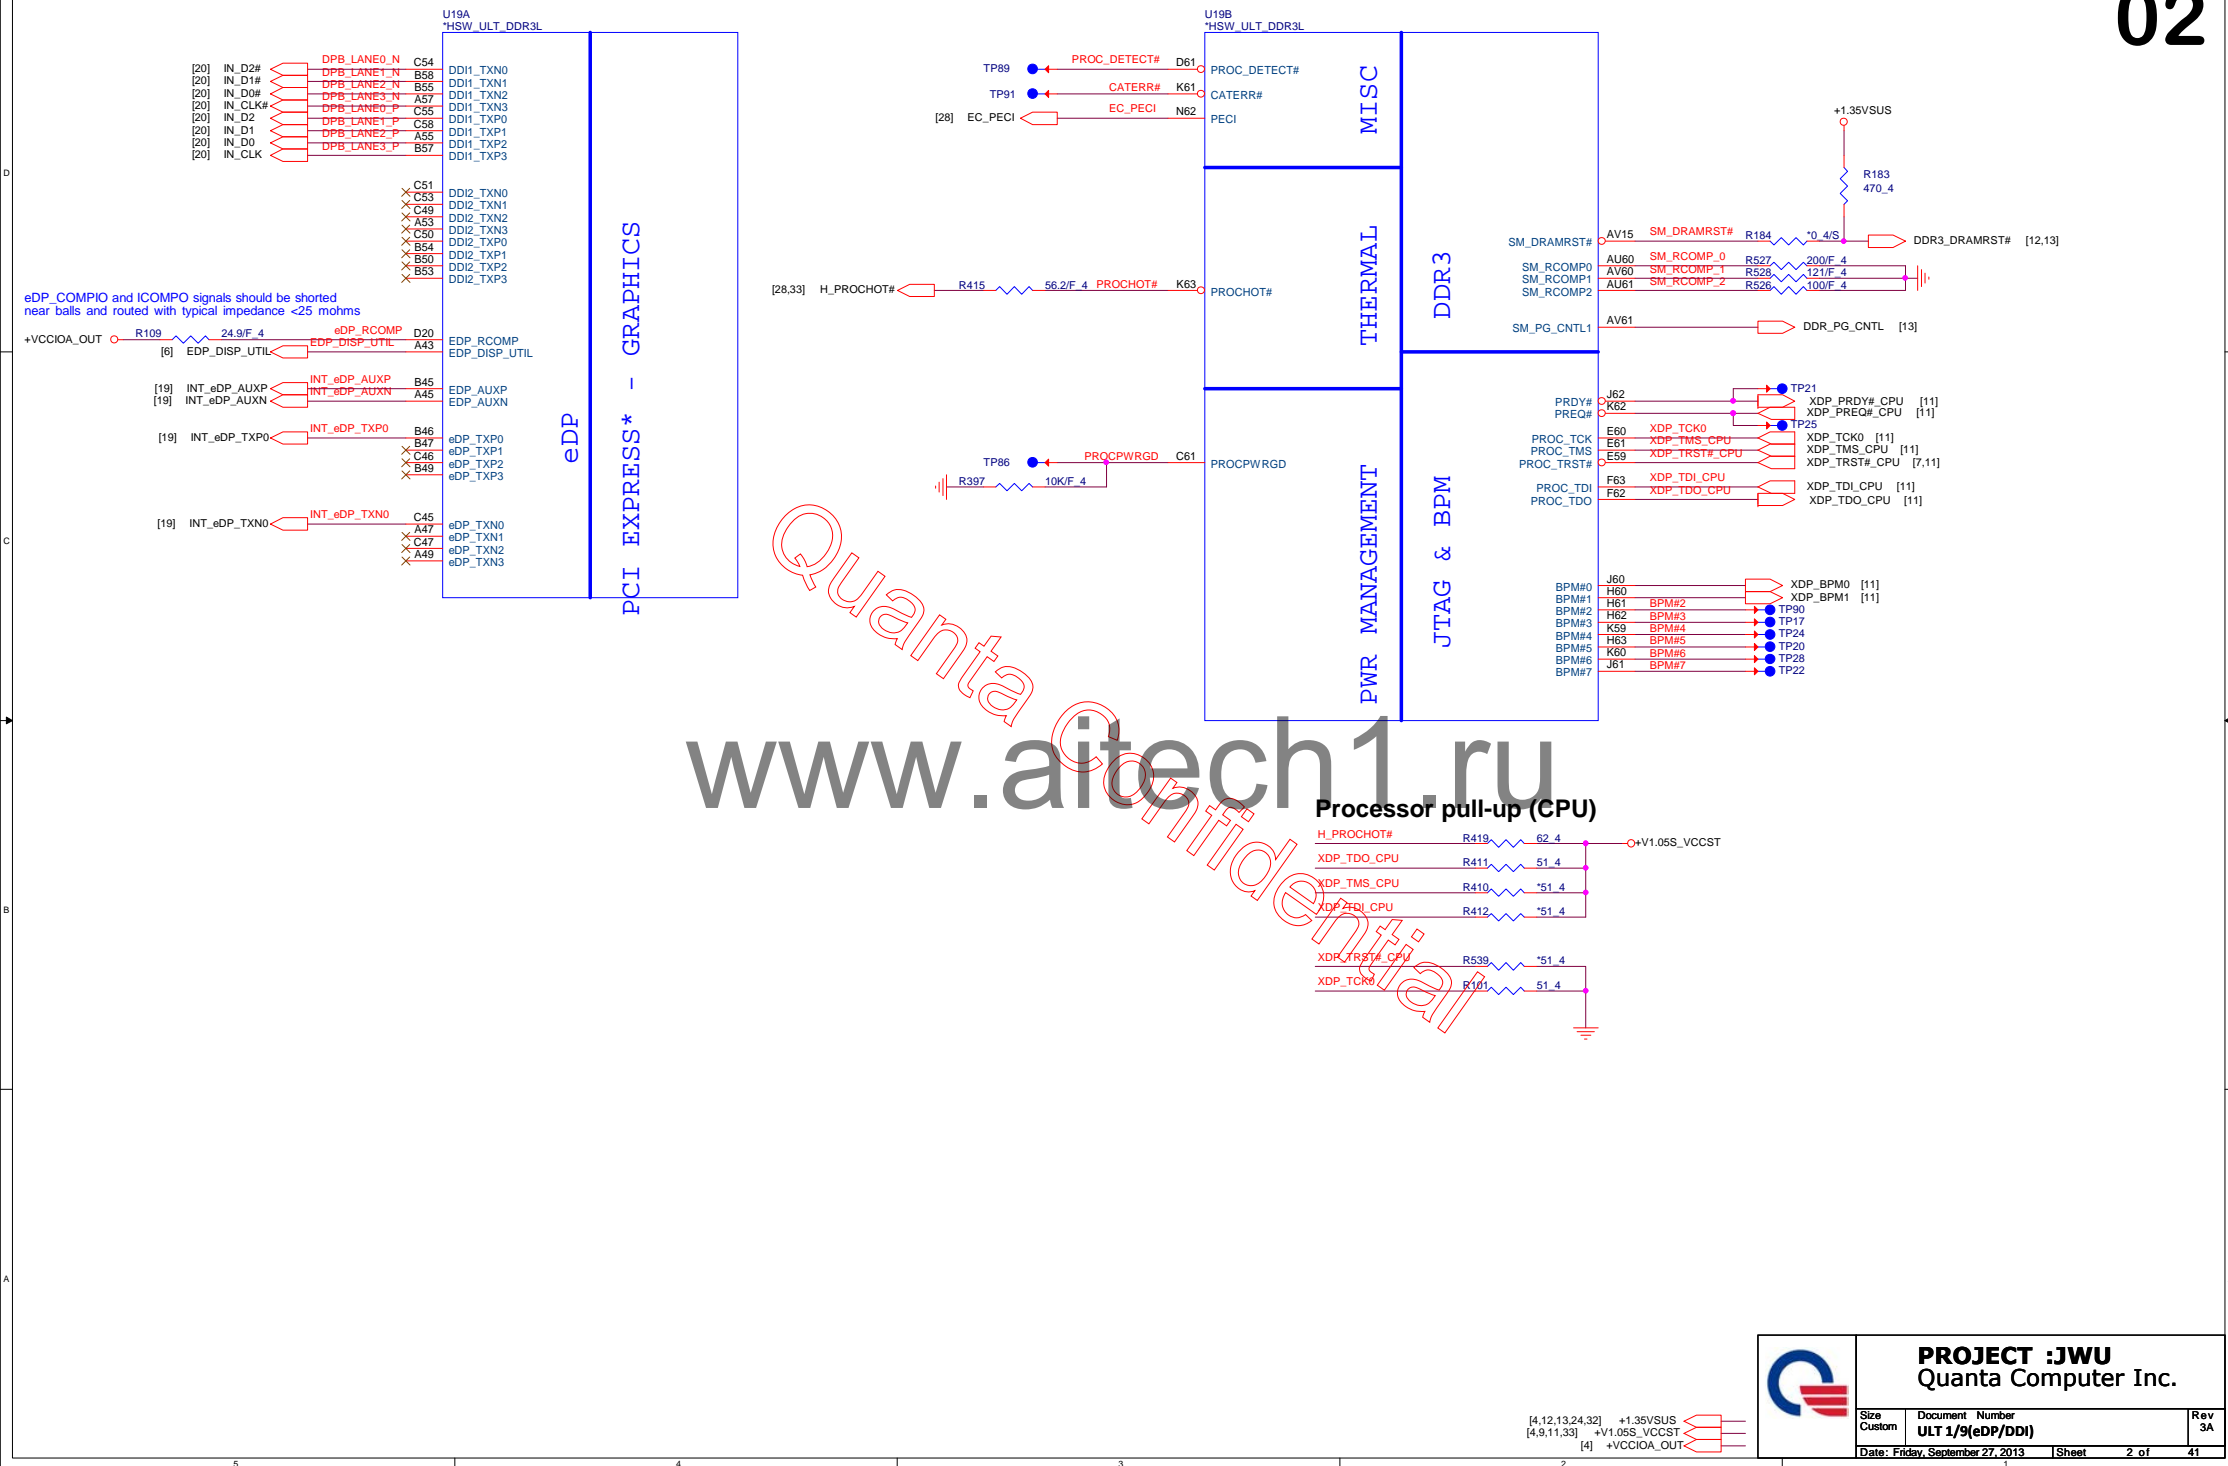 02
U19A
*HSW_ULT_DDR3L
[20] IN_D2# DPB_LANE0_N C54 DDI1_TXN0
[20] IN_D1# DPB_LANE1_N B58 DDI1_TXN1
[20] IN_D0# DPB_LANE2_N B55 DDI1_TXN2
[20] IN_CLK# DPB_LANE3_N A57 DDI1_TXN3
[20] IN_D2 DPB_LANE0_P C55 DDI1_TXP0
[20] IN_D1 DPB_LANE1_P C58 DDI1_TXP1
[20] IN_D0 DPB_LANE2_P A55 DDI1_TXP2
[20] IN_CLK DPB_LANE3_P B57 DDI1_TXP3
C51 DDI2_TXN0
C53 DDI2_TXN1
C49 DDI2_TXN2
A53 DDI2_TXN3
C50 DDI2_TXP0
B54 DDI2_TXP1
B50 DDI2_TXP2
B53 DDI2_TXP3
eDP_COMPIO and ICOMPO signals should be shorted
near balls and routed with typical impedance <25 mohms
+VCCIOA_OUT R109 24.9/F_4 eDP_RCOMP D20 EDP_RCOMP
[6] EDP_DISP_UTIL EDP_DISP_UTIL A43 EDP_DISP_UTIL
[19] INT_eDP_AUXP INT_eDP_AUXP B45 EDP_AUXP
[19] INT_eDP_AUXN INT_eDP_AUXN A45 EDP_AUXN
[19] INT_eDP_TXP0 INT_eDP_TXP0 B46 eDP_TXP0
B47 eDP_TXP1
C46 eDP_TXP2
B49 eDP_TXP3
[19] INT_eDP_TXN0 INT_eDP_TXN0 C45 eDP_TXN0
A47 eDP_TXN1
C47 eDP_TXN2
A49 eDP_TXN3
eDP
PCI EXPRESS* - GRAPHICS
U19B
*HSW_ULT_DDR3L
TP89 PROC_DETECT# D61 PROC_DETECT#
TP91 CATERR# K61 CATERR#
[28] EC_PECI EC_PECI N62 PECI
[28,33] H_PROCHOT# R415 56.2/F_4 PROCHOT# K63 PROCHOT#
TP86 PROCPWRGD C61 PROCPWRGD
R397 10K/F_4
MISC
THERMAL
PWR MANAGEMENT
DDR3
JTAG & BPM
+1.35VSUS
R183
470_4
SM_DRAMRST# AV15 SM_DRAMRST# R184 *0_4/S DDR3_DRAMRST# [12,13]
SM_RCOMP0 AU60 SM_RCOMP_0 R527 200/F_4
SM_RCOMP1 AV60 SM_RCOMP_1 R528 121/F_4
SM_RCOMP2 AU61 SM_RCOMP_2 R526 100/F_4
SM_PG_CNTL1 AV61 DDR_PG_CNTL [13]
TP21
PRDY# J62 XDP_PRDY#_CPU [11]
PREQ# K62 XDP_PREQ#_CPU [11]
TP25
PROC_TCK E60 XDP_TCK0 XDP_TCK0 [11]
PROC_TMS E61 XDP_TMS_CPU XDP_TMS_CPU [11]
PROC_TRST# E59 XDP_TRST#_CPU XDP_TRST#_CPU [7,11]
PROC_TDI F63 XDP_TDI_CPU XDP_TDI_CPU [11]
PROC_TDO F62 XDP_TDO_CPU XDP_TDO_CPU [11]
BPM#0 J60 XDP_BPM0 [11]
BPM#1 H60 XDP_BPM1 [11]
BPM#2 H61 BPM#2 TP90
BPM#3 H62 BPM#3 TP17
BPM#4 K59 BPM#4 TP24
BPM#5 H63 BPM#5 TP20
BPM#6 K60 BPM#6 TP28
BPM#7 J61 BPM#7 TP22
Quanta Confidential
www.aitech1.ru
Processor pull-up (CPU)
H_PROCHOT# R419 62_4 +V1.05S_VCCST
XDP_TDO_CPU R411 51_4
XDP_TMS_CPU R410 *51_4
XDP_TDI_CPU R412 *51_4
XDP_TRST#_CPU R539 *51_4
XDP_TCK0 R101 51_4
[4,12,13,24,32] +1.35VSUS
[4,9,11,33] +V1.05S_VCCST
[4] +VCCIOA_OUT
PROJECT :JWU
Quanta Computer Inc.
Size Document Number Rev
Custom ULT 1/9(eDP/DDI) 3A
Date: Friday, September 27, 2013 Sheet 2 of 41
D
C
B
A
5 4 3 2 1